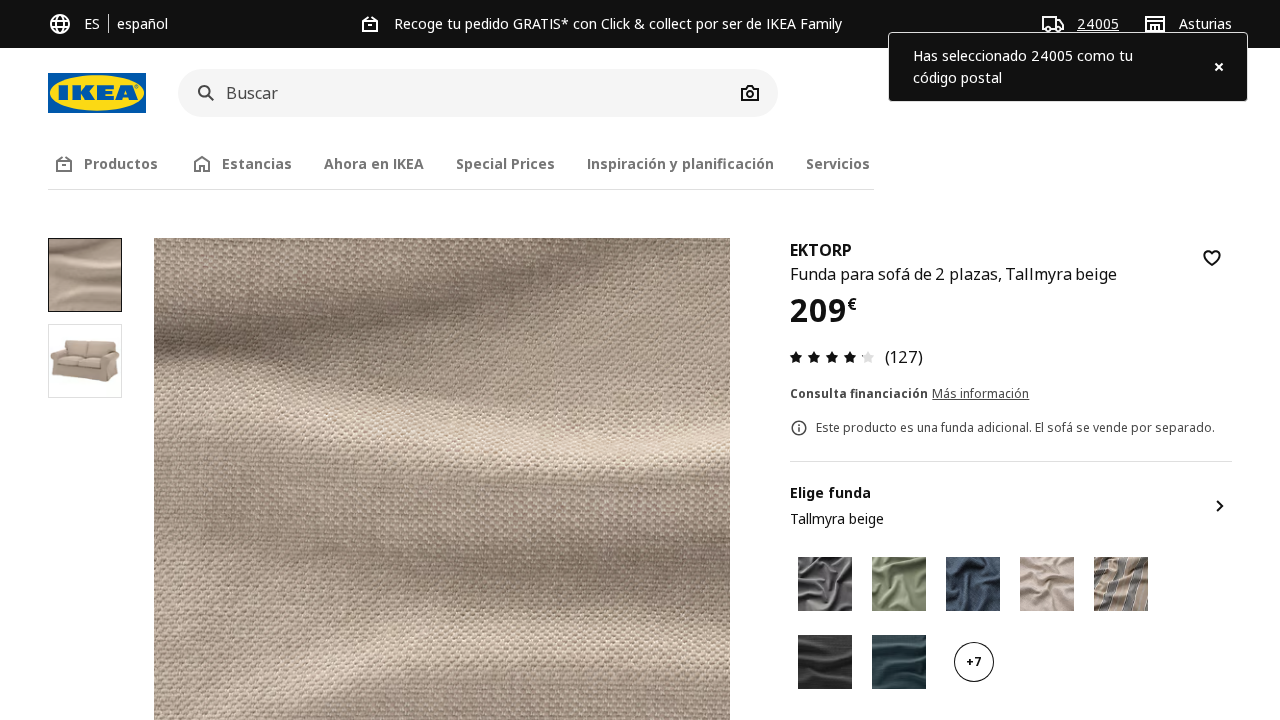 ES
español
Recoge tu pedido GRATIS* con Click & collect por ser de IKEA Family
24005
Asturias
Has seleccionado 24005 como tu
código postal
IKEA
Buscar
Productos
Estancias
Ahora en IKEA
Special Prices
Inspiración y planificación
Servicios
EKTORP
Funda para sofá de 2 plazas, Tallmyra beige
209€
(127)
Consulta financiación Más información
Este producto es una funda adicional. El sofá se vende por separado.
Elige funda
Tallmyra beige
+7